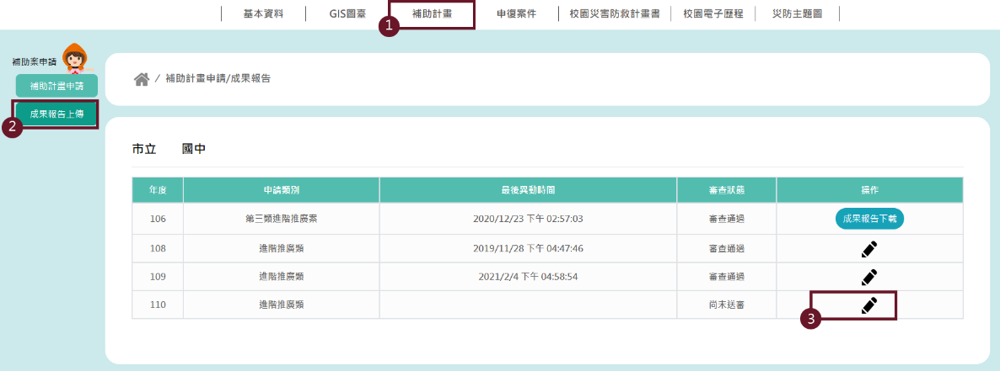 基本資料 GIS圖臺 補助計畫 申復案件 校園災害防救計畫書 校園電子歷程 災防主題圖
1
補助案申請
補助計畫申請
成果報告上傳
2
/ 補助計畫申請/成果報告
市立 國中
年度 申請類別 最後異動時間 審查狀態 操作
106 第三類進階推廣案 2020/12/23 下午 02:57:03 審查通過 成果報告下載
108 進階推廣類 2019/11/28 下午 04:47:46 審查通過
109 進階推廣類 2021/2/4 下午 04:58:54 審查通過
110 進階推廣類 尚未送審
3